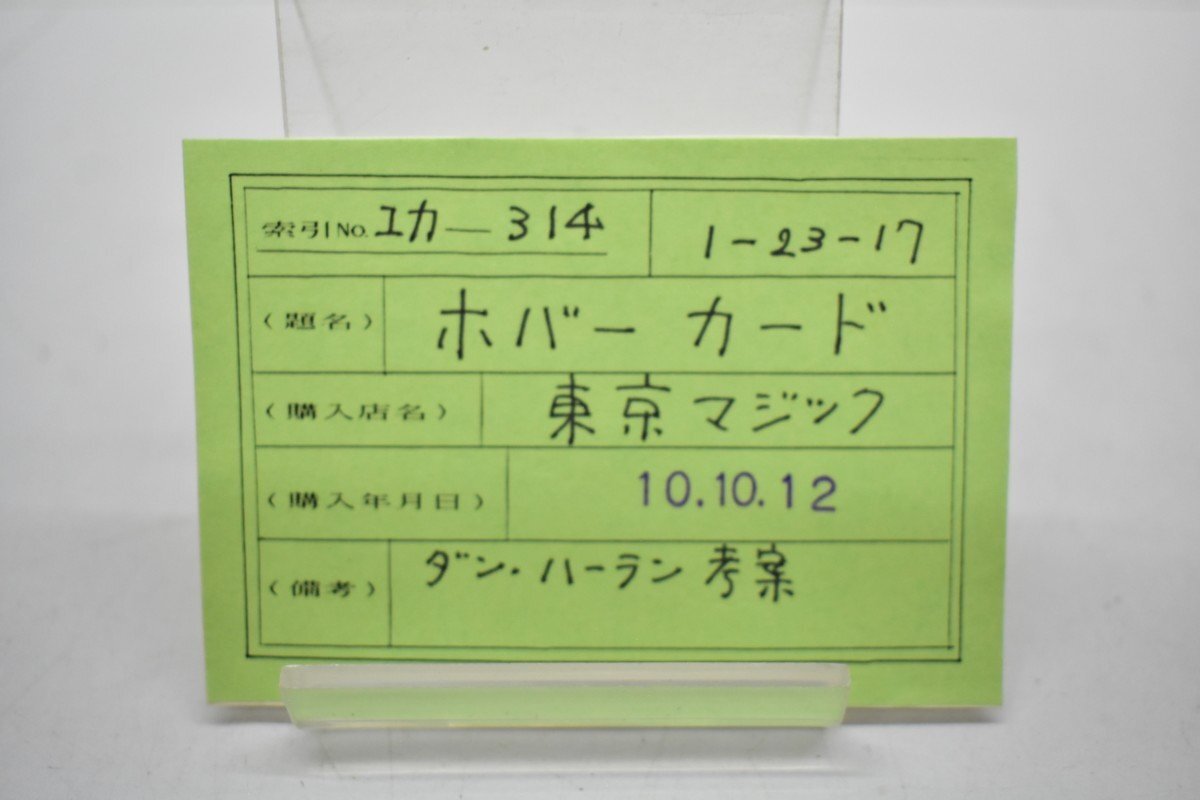 索引No. ユカ—314 1-23-17
(題名) ホバーカード
(購入店名) 東京マジック
(購入年月日) 10.10.12
(備考) ダン・ハーラン考案